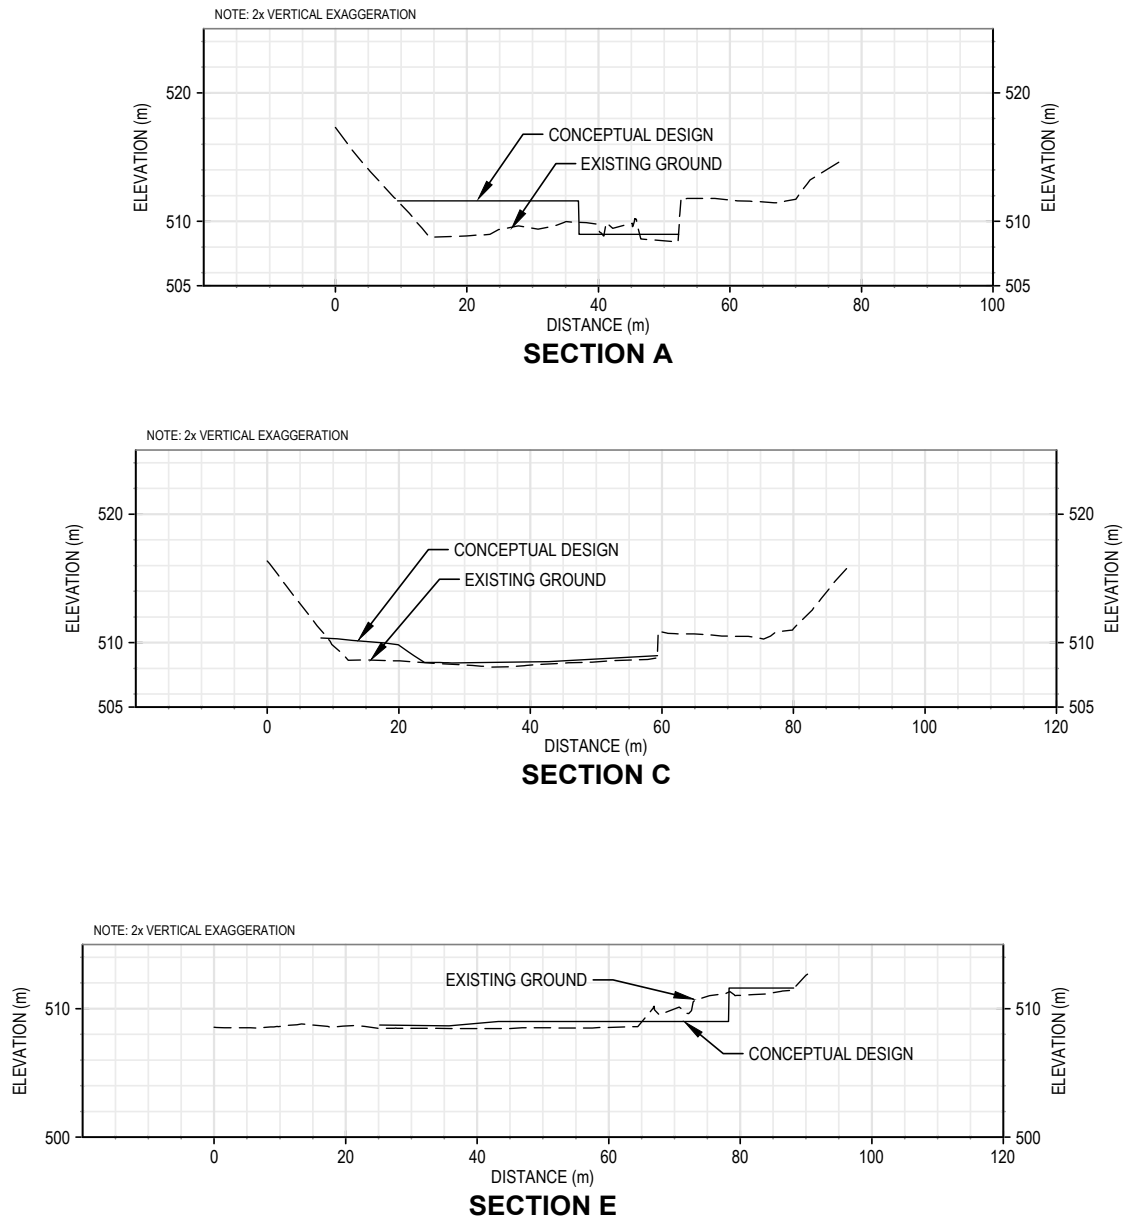 NOTE: 2x VERTICAL EXAGGERATION
520 520
CONCEPTUAL DESIGN
EXISTING GROUND
ELEVATION (m) ELEVATION (m)
510 510
505 505
0 20 40 60 80 100
DISTANCE (m)
SECTION A
NOTE: 2x VERTICAL EXAGGERATION
520 520
CONCEPTUAL DESIGN
EXISTING GROUND
ELEVATION (m) ELEVATION (m)
510 510
505 505
0 20 40 60 80 100 120
DISTANCE (m)
SECTION C
NOTE: 2x VERTICAL EXAGGERATION
EXISTING GROUND
510 510
ELEVATION (m) ELEVATION (m)
CONCEPTUAL DESIGN
500 500
0 20 40 60 80 100 120
DISTANCE (m)
SECTION E